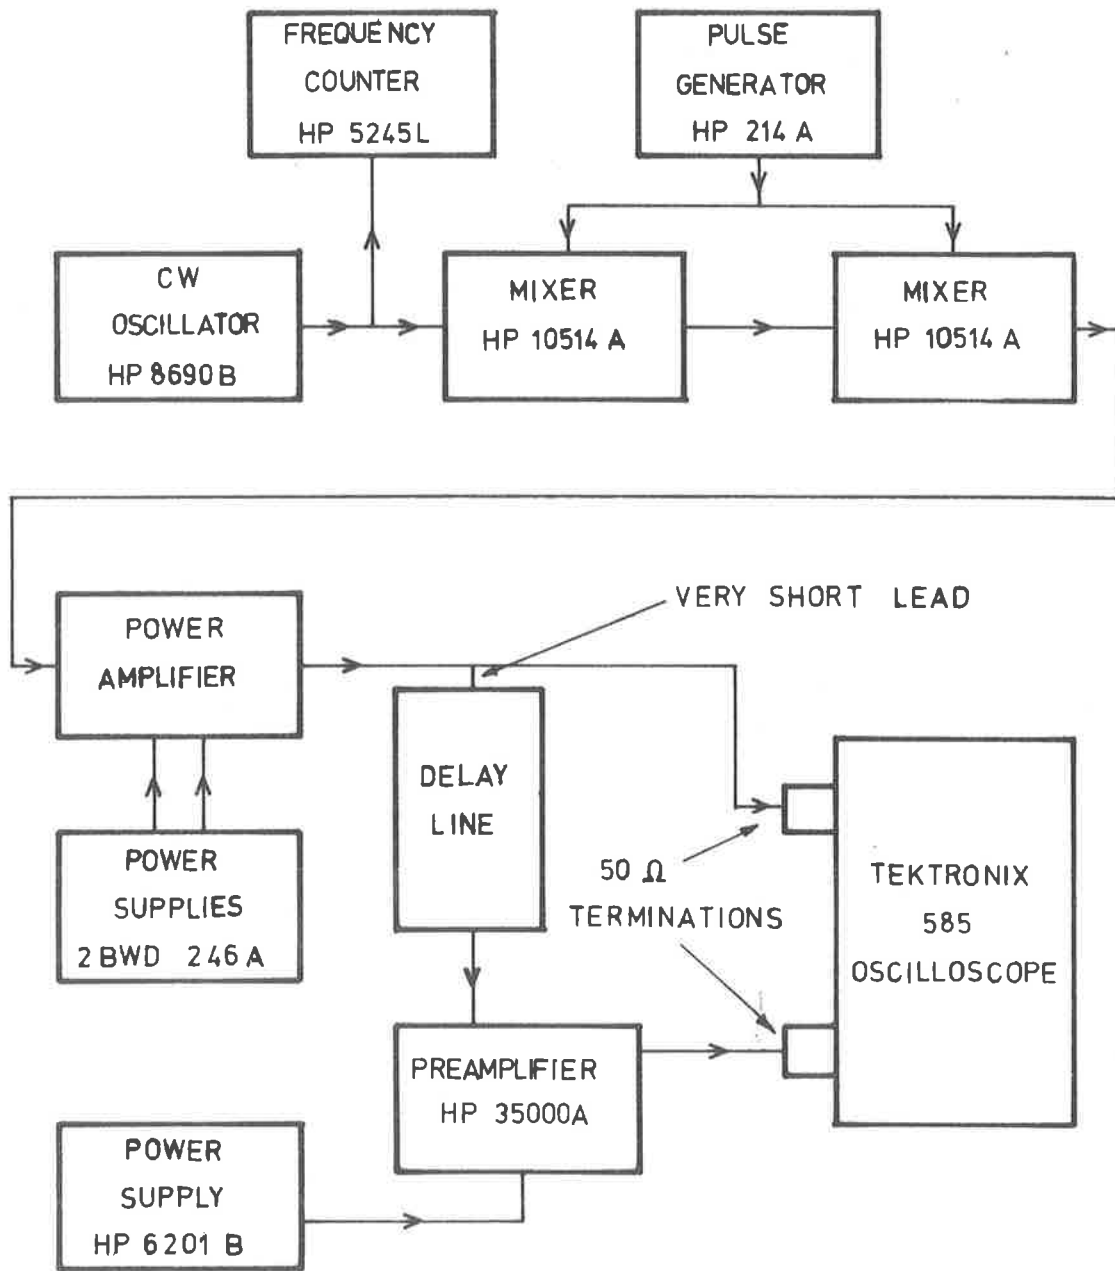 FREQUENCY
COUNTER
HP 5245L
PULSE
GENERATOR
HP 214 A
CW
OSCILLATOR
HP 8690 B
MIXER
HP 10514 A
MIXER
HP 10514 A
POWER
AMPLIFIER
VERY SHORT LEAD
DELAY
LINE
POWER
SUPPLIES
2 BWD 246 A
50 Ω
TERMINATIONS
TEKTRONIX
585
OSCILLOSCOPE
PREAMPLIFIER
HP 35000A
POWER
SUPPLY
HP 6201 B